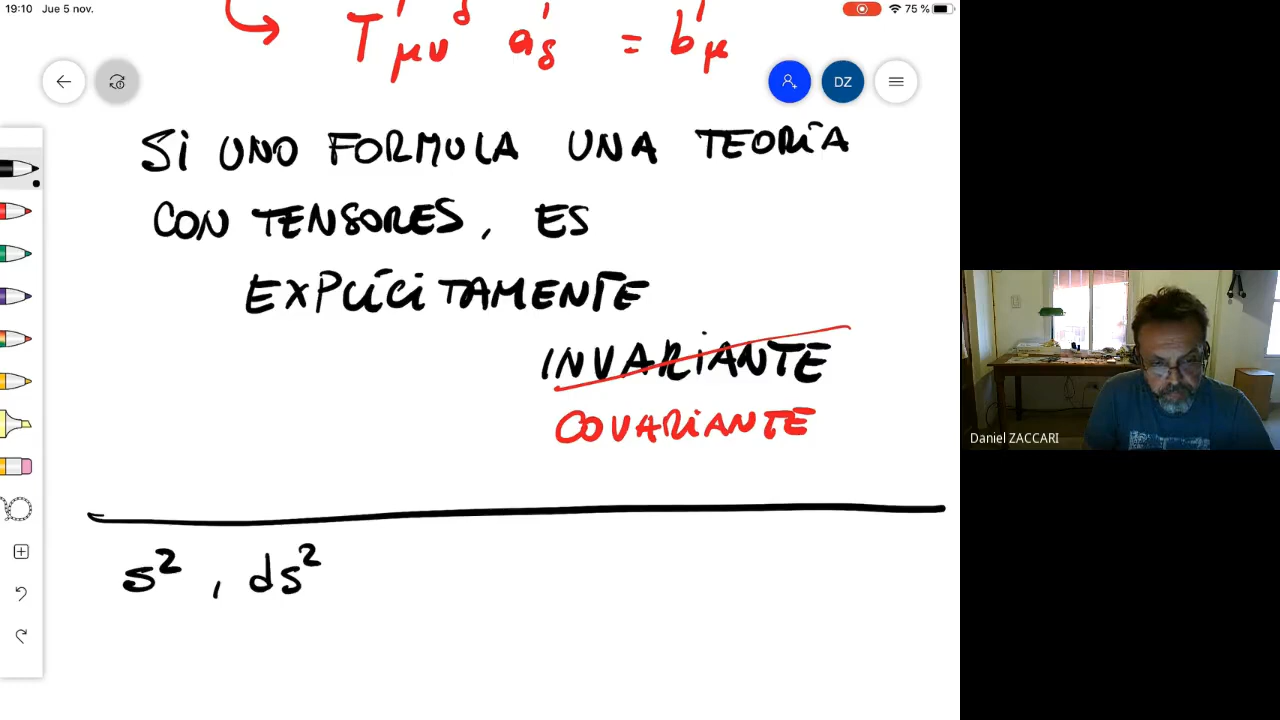 19:10 Jue 5 nov.
75 %
T'μν aδ' = b'μ
DZ
Si UNO FORMULA UNA TEORÍA
CON TENSORES, ES
EXPLÍCITAMENTE
INVARIANTE
COVARIANTE
s², ds²
Daniel ZACCARI